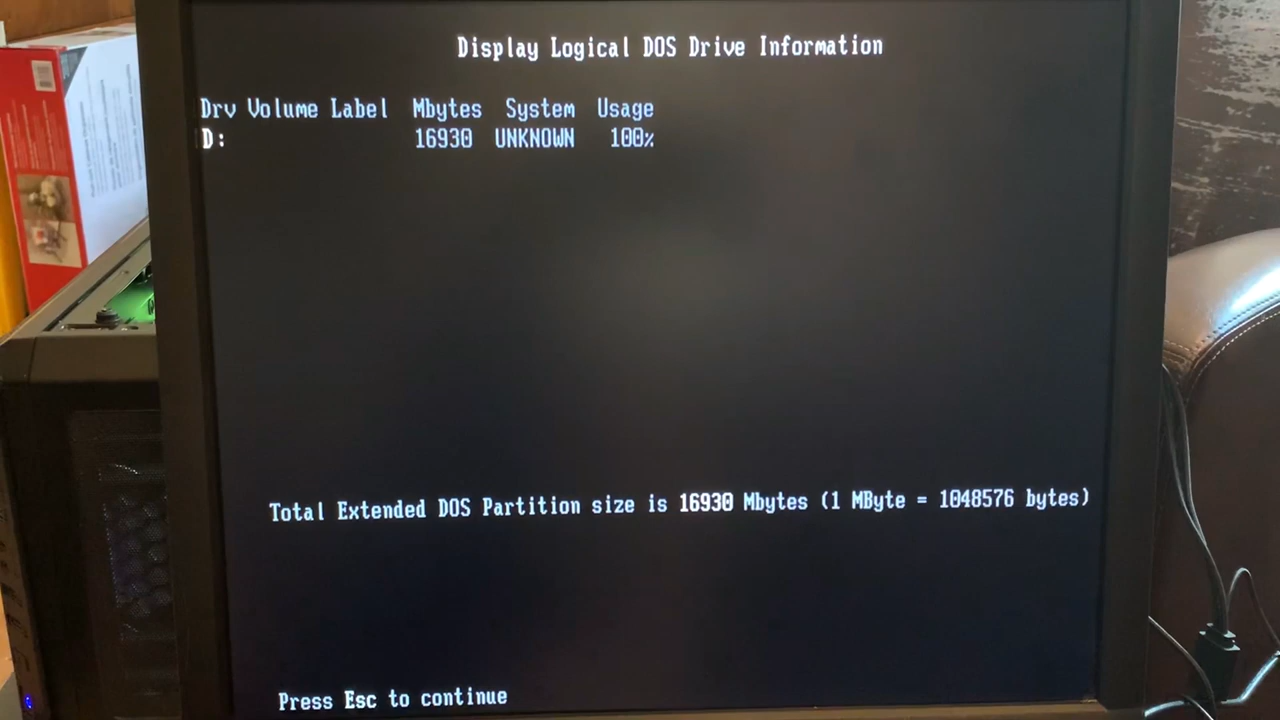 Display Logical DOS Drive Information
Drv Volume Label Mbytes System Usage
D: 16930 UNKNOWN 100%
Total Extended DOS Partition size is 16930 Mbytes (1 MByte = 1048576 bytes)
Press Esc to continue